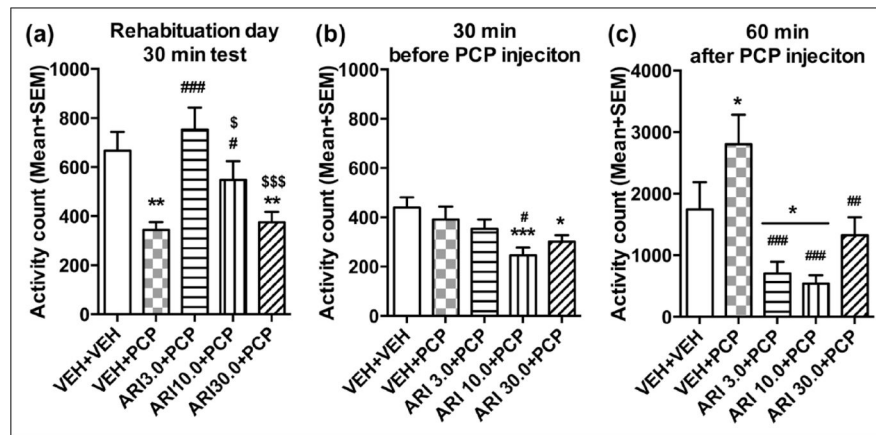 (a)
Rehabituation day
30 min test
Activity count (Mean+SEM)
1000
800
600
400
200
0
**
###
$
#
$$$
**
VEH+VEH
VEH+PCP
ARI3.0+PCP
ARI10.0+PCP
ARI30.0+PCP
(b)
30 min
before PCP injeciton
Activity count (Mean+SEM)
1000
800
600
400
200
0
#
***
*
VEH+VEH
VEH+PCP
ARI 3.0+PCP
ARI 10.0+PCP
ARI 30.0+PCP
(c)
60 min
after PCP injeciton
Activity count (Mean+SEM)
4000
3000
2000
1000
0
*
*
###
###
##
VEH+VEH
VEH+PCP
ARI 3.0+PCP
ARI 10.0+PCP
ARI 30.0+PCP